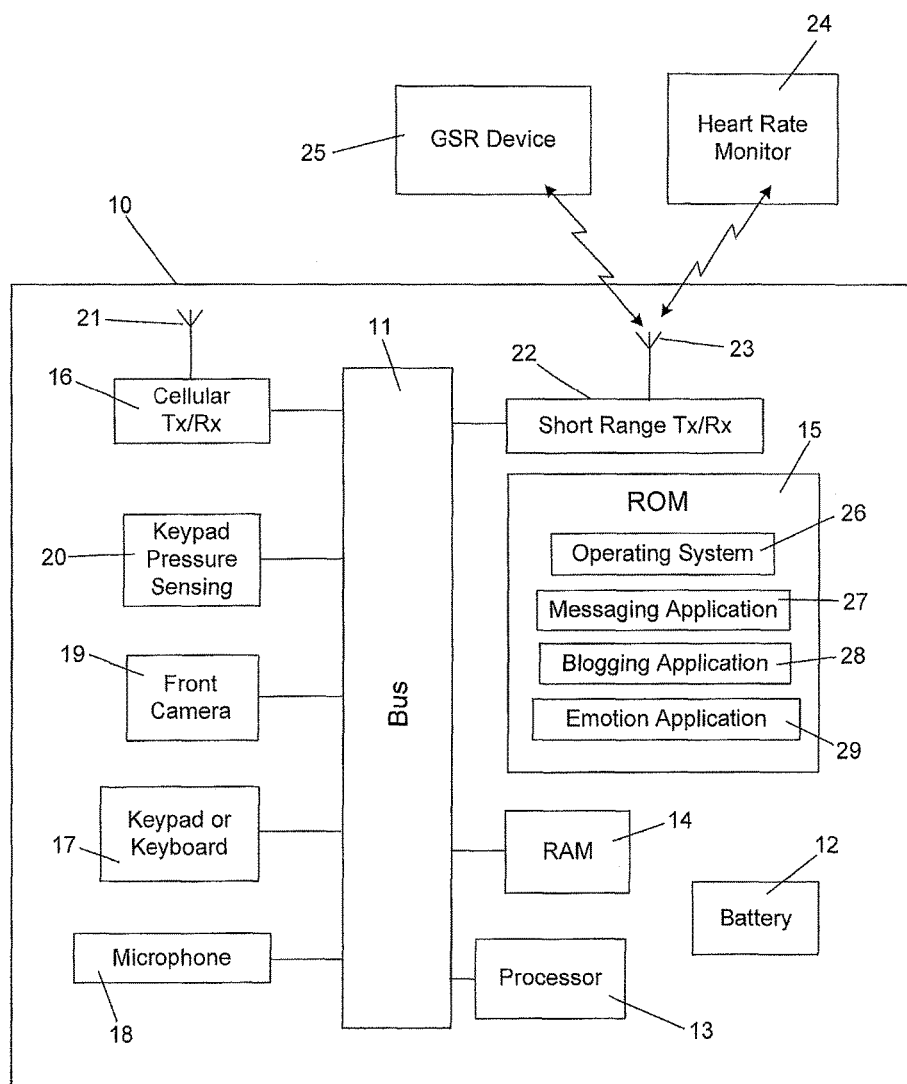 24
GSR Device
25
Heart Rate
Monitor
10
21
11
23
22
16
Cellular
Tx/Rx
Short Range Tx/Rx
15
ROM
26
Operating System
20
Keypad
Pressure
Sensing
Messaging Application
27
Blogging Application
28
19
Front
Camera
Bus
Emotion Application
29
17
Keypad or
Keyboard
14
RAM
12
Battery
Microphone
18
Processor
13